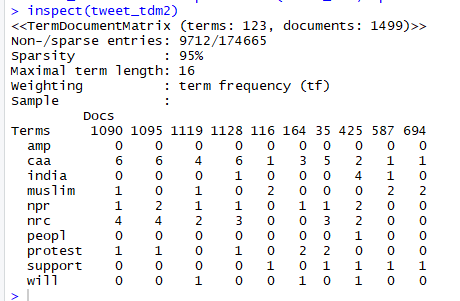 > inspect(tweet_tdm2)
<<TermDocumentMatrix (terms: 123, documents: 1499)>>
Non-/sparse entries: 9712/174665
Sparsity           : 95%
Maximal term length: 16
Weighting          : term frequency (tf)
Sample             :
         Docs
Terms     1090 1095 1119 1128 116 164 35 425 587 694
  amp        0    0    0    0   0   0  0   0   0   0
  caa        6    6    4    6   1   3  5   2   1   1
  india      0    0    0    1   0   0  0   4   1   0
  muslim     1    0    1    0   2   0  0   0   2   2
  npr        1    2    1    1   0   1  1   2   0   0
  nrc        4    4    2    3   0   0  3   2   0   0
  peopl      0    0    0    0   0   0  0   1   0   0
  protest    1    1    0    1   0   2  2   0   0   0
  support    0    0    0    0   1   0  1   1   1   1
  will       0    0    1    0   0   1  0   1   0   0
>